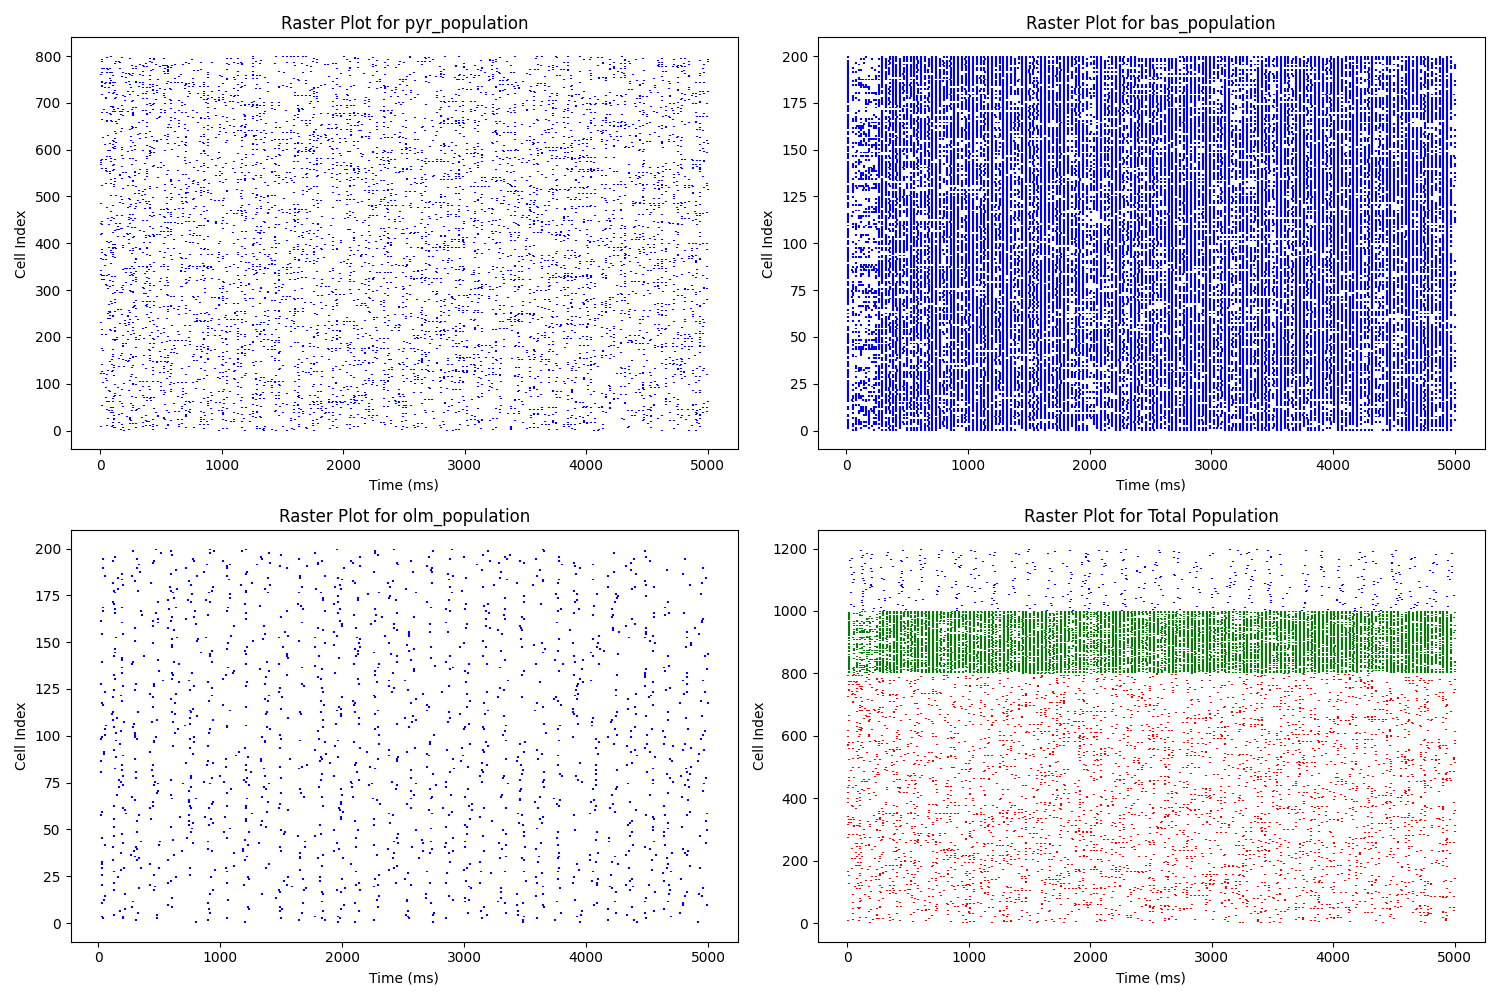 Raster Plot for pyr_population
Cell Index
800
700
600
500
400
300
200
100
0
0 1000 2000 3000 4000 5000
Time (ms)
Raster Plot for bas_population
Cell Index
200
175
150
125
100
75
50
25
0
0 1000 2000 3000 4000 5000
Time (ms)
Raster Plot for olm_population
Cell Index
200
175
150
125
100
75
50
25
0
0 1000 2000 3000 4000 5000
Time (ms)
Raster Plot for Total Population
Cell Index
1200
1000
800
600
400
200
0
0 1000 2000 3000 4000 5000
Time (ms)